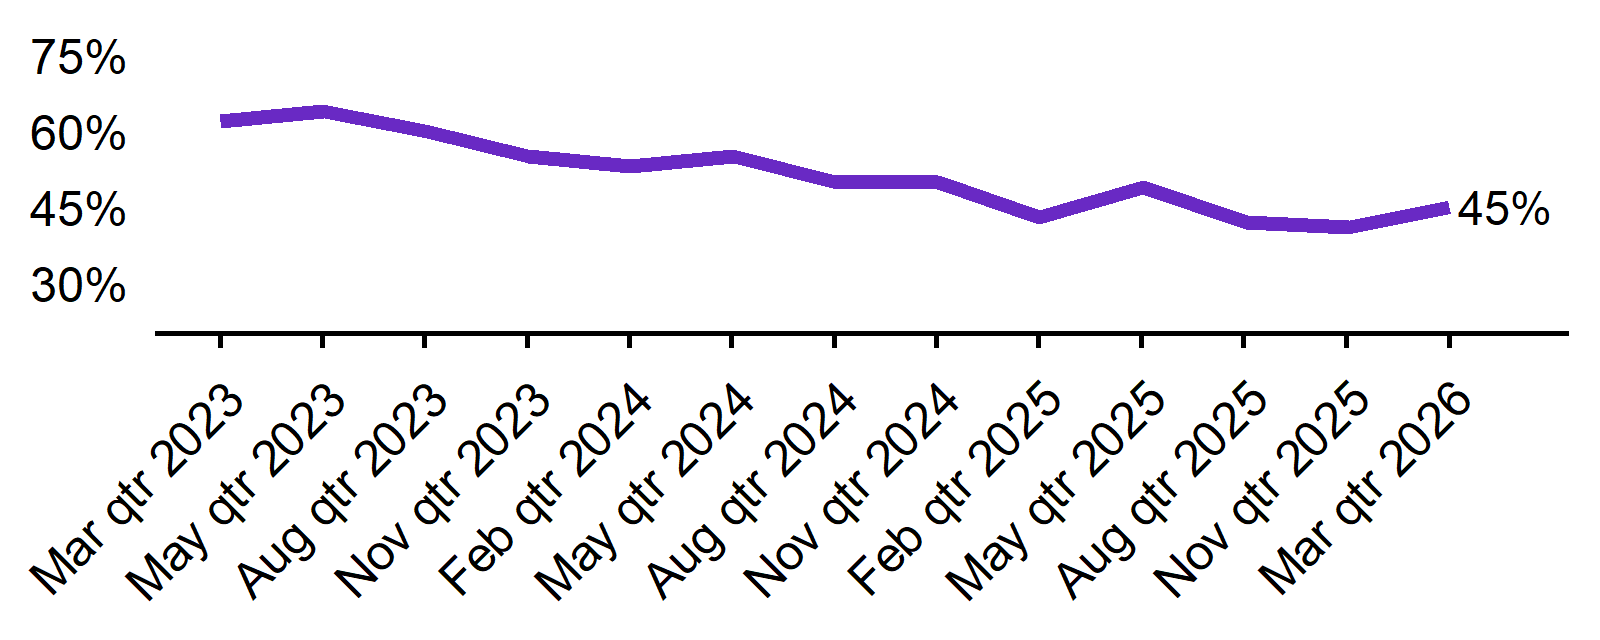 75%
60%
45%
30%
45%
Mar qtr 2023
May qtr 2023
Aug qtr 2023
Nov qtr 2023
Feb qtr 2024
May qtr 2024
Aug qtr 2024
Nov qtr 2024
Feb qtr 2025
May qtr 2025
Aug qtr 2025
Nov qtr 2025
Mar qtr 2026